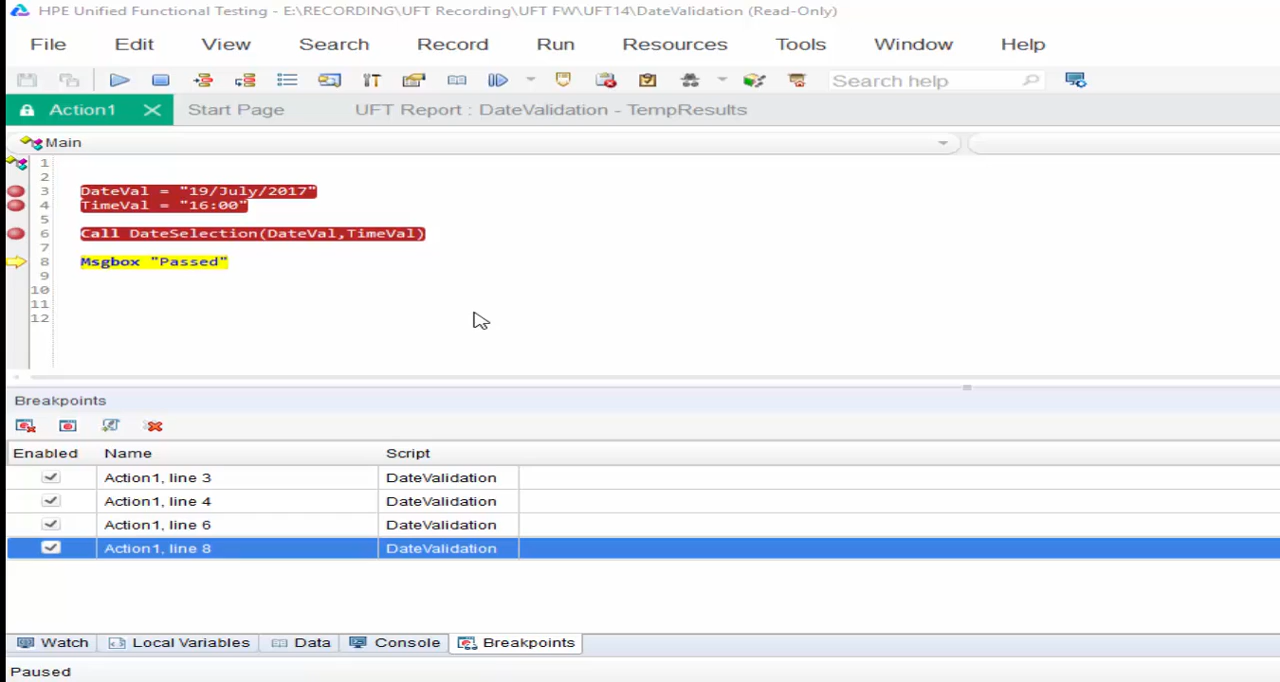 HPE Unified Functional Testing - E:\RECORDING\UFT Recording\UFT FW\UFT14\DateValidation (Read-Only)
File Edit View Search Record Run Resources Tools Window Help
Search help
Action1 Start Page UFT Report : DateValidation - TempResults
Main
1
2
3 DateVal = "19/July/2017"
4 TimeVal = "16:00"
5
6 Call DateSelection(DateVal,TimeVal)
7
8 Msgbox "Passed"
9
10
11
12
Breakpoints
Enabled Name Script
Action1, line 3 DateValidation
Action1, line 4 DateValidation
Action1, line 6 DateValidation
Action1, line 8 DateValidation
Watch Local Variables Data Console Breakpoints
Paused